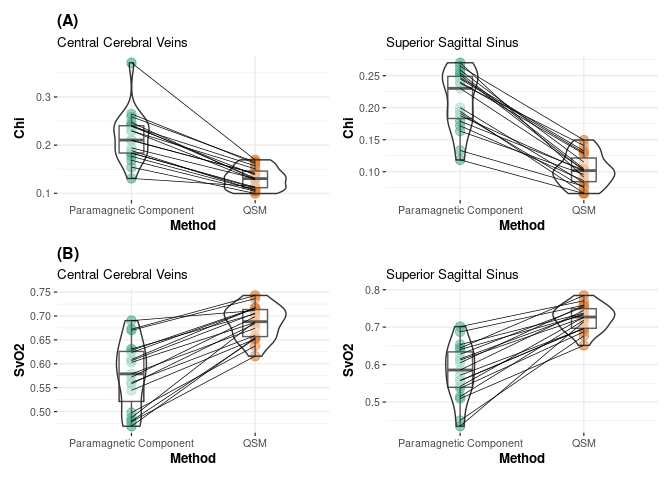 (A)
Central Cerebral Veins
Superior Sagittal Sinus
Chi
0.3
0.2
0.1
Paramagnetic Component
QSM
Method
Chi
0.25
0.20
0.15
0.10
Paramagnetic Component
QSM
Method
(B)
Central Cerebral Veins
Superior Sagittal Sinus
SvO2
0.75
0.70
0.65
0.60
0.55
0.50
Paramagnetic Component
QSM
Method
SvO2
0.8
0.7
0.6
0.5
Paramagnetic Component
QSM
Method